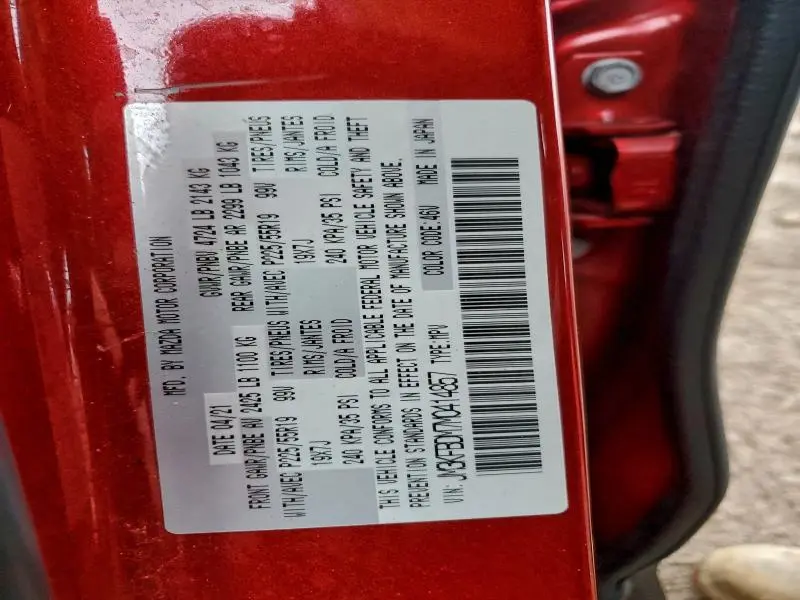 MFD. BY MAZDA MOTOR CORPORATION
DATE 04/21 GVWR/PNBV 4724 LB 2143 KG
FRONT GAWR/PNBE AV 2425 LB 1100 KG REAR GAWR/PNBE AR 2299 LB 1043 KG
WITH/AVEC P225/55R19 99V TIRES/PNEUS WITH/AVEC P225/55R19 99V TIRES/PNEUS
19X7J RIMS/JANTES 19X7J RIMS/JANTES
240 KPA/35 PSI COLD/A FROID 240 KPA/35 PSI COLD/A FROID
THIS VEHICLE CONFORMS TO ALL APPLICABLE FEDERAL MOTOR VEHICLE SAFETY AND THEFT
PREVENTION STANDARDS IN EFFECT ON THE DATE OF MANUFACTURE SHOWN ABOVE.
VIN: JM3KFBDY7M0414857 TYPE:MPV COLOR CODE:46V MADE IN JAPAN